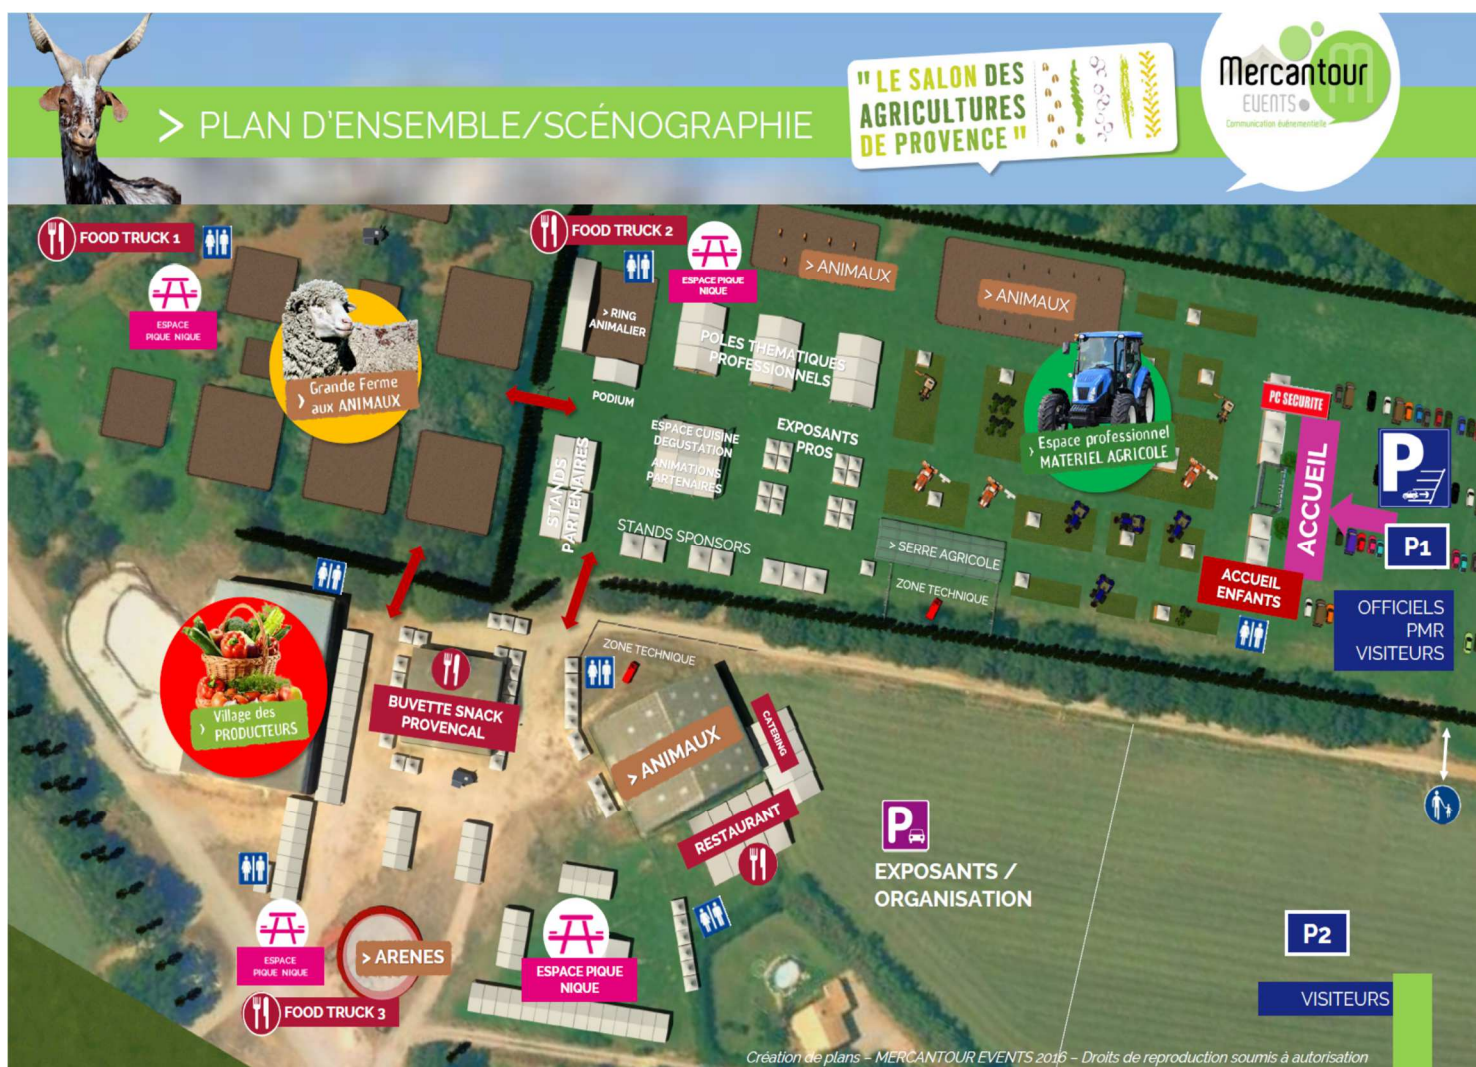 > PLAN D'ENSEMBLE/SCÉNOGRAPHIE
" LE SALON DES
AGRICULTURES
DE PROVENCE "
Mercantour
EVENTS
Communication événementielle
FOOD TRUCK 1
ESPACE
PIQUE NIQUE
> Grande Ferme
aux ANIMAUX
FOOD TRUCK 2
ESPACE PIQUE
NIQUE
> RING
ANIMALIER
PODIUM
> ANIMAUX
> ANIMAUX
POLES THEMATIQUES
PROFESSIONNELS
ESPACE CUISINE
DEGUSTATION
ANIMATIONS
PARTENAIRES
EXPOSANTS
PROS
STANDS
PARTENAIRES
STANDS SPONSORS
> Espace professionnel
MATERIEL AGRICOLE
> SERRE AGRICOLE
ZONE TECHNIQUE
PC SECURITE
ACCUEIL
ACCUEIL
ENFANTS
P
P1
OFFICIELS
PMR
VISITEURS
> Village des
PRODUCTEURS
BUVETTE SNACK
PROVENCAL
ZONE TECHNIQUE
> ANIMAUX
CATERING
RESTAURANT
P
EXPOSANTS /
ORGANISATION
P2
VISITEURS
ESPACE
PIQUE NIQUE
> ARENES
FOOD TRUCK 3
ESPACE PIQUE
NIQUE
Création de plans – MERCANTOUR EVENTS 2016 – Droits de reproduction soumis à autorisation